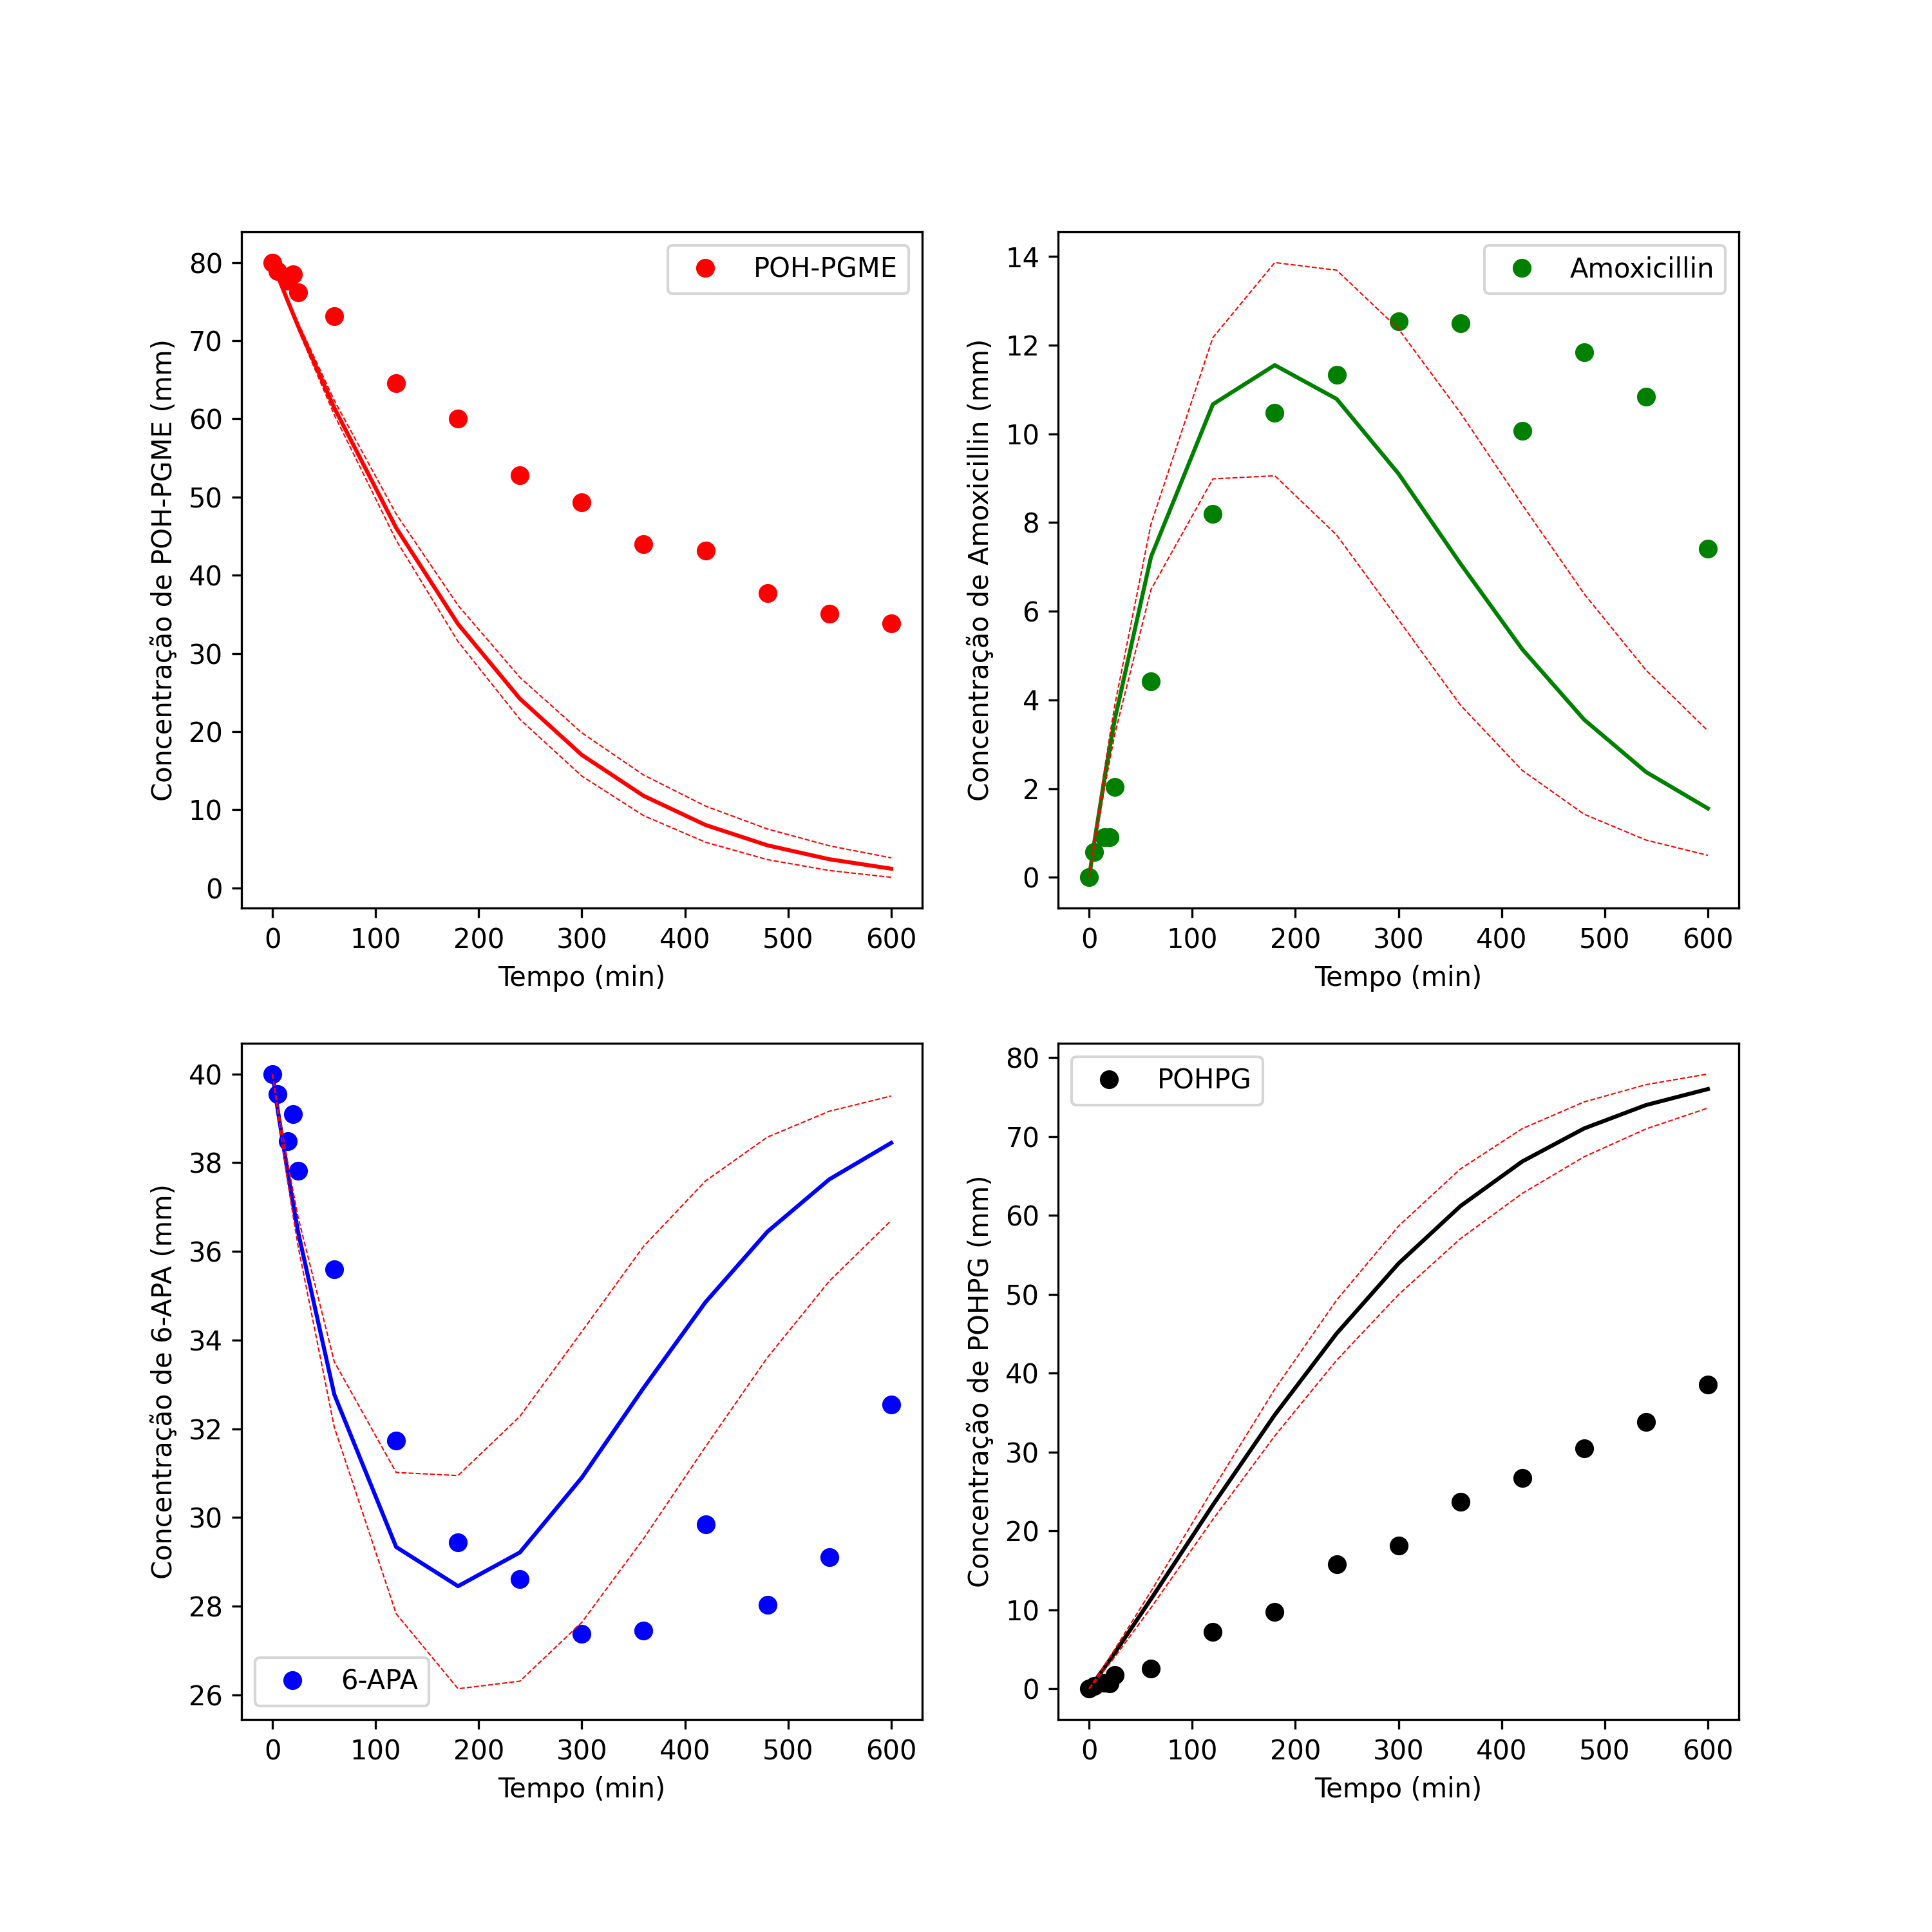 POH-PGME
Concentração de POH-PGME (mm)
80
70
60
50
40
30
20
10
0
0 100 200 300 400 500 600
Tempo (min)
Amoxicillin
Concentração de Amoxicillin (mm)
14
12
10
8
6
4
2
0
0 100 200 300 400 500 600
Tempo (min)
6-APA
Concentração de 6-APA (mm)
40
38
36
34
32
30
28
26
0 100 200 300 400 500 600
Tempo (min)
POHPG
Concentração de POHPG (mm)
80
70
60
50
40
30
20
10
0
0 100 200 300 400 500 600
Tempo (min)